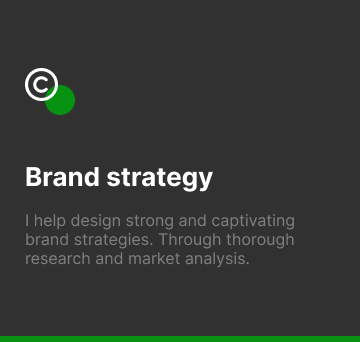 ©
Brand strategy
I help design strong and captivating
brand strategies. Through thorough
research and market analysis.